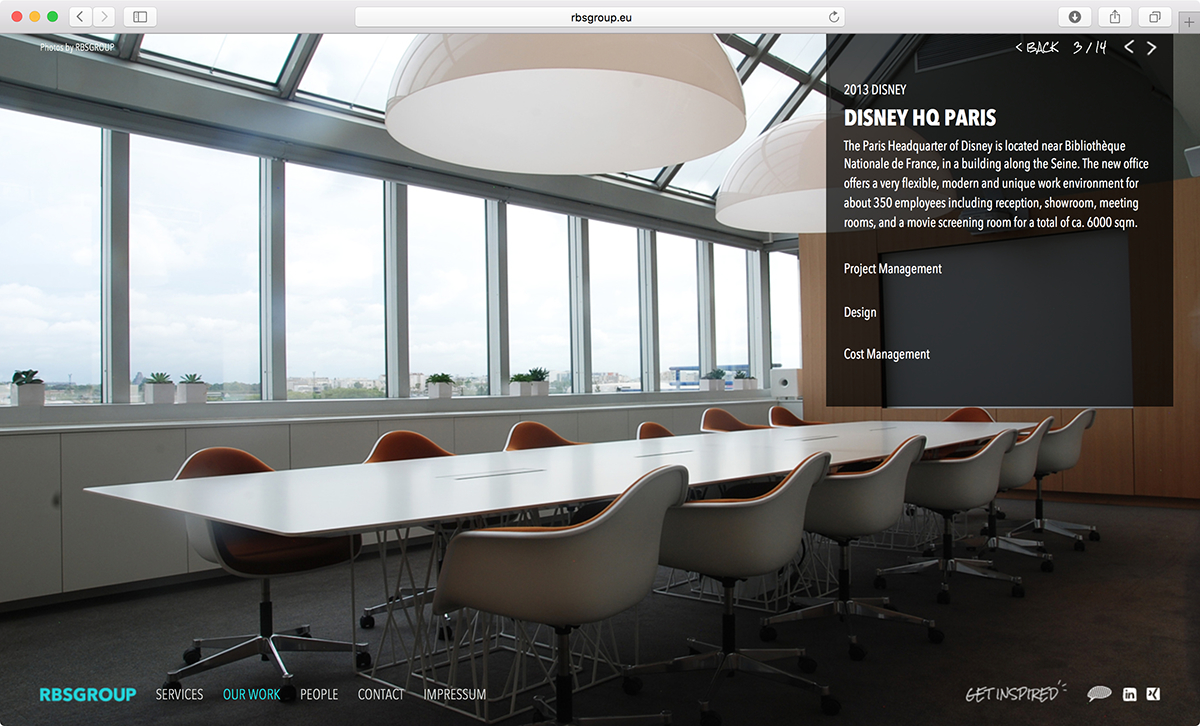 rbsgroup.eu
Photos by RBSGROUP
< BACK 3 / 14 < >
2013 DISNEY
DISNEY HQ PARIS
The Paris Headquarter of Disney is located near Bibliothèque
Nationale de France, in a building along the Seine. The new office
offers a very flexible, modern and unique work environment for
about 350 employees including reception, showroom, meeting
rooms, and a movie screening room for a total of ca. 6000 sqm.
Project Management
Design
Cost Management
RBSGROUP SERVICES OUR WORK PEOPLE CONTACT IMPRESSUM
GET INSPIRED
in